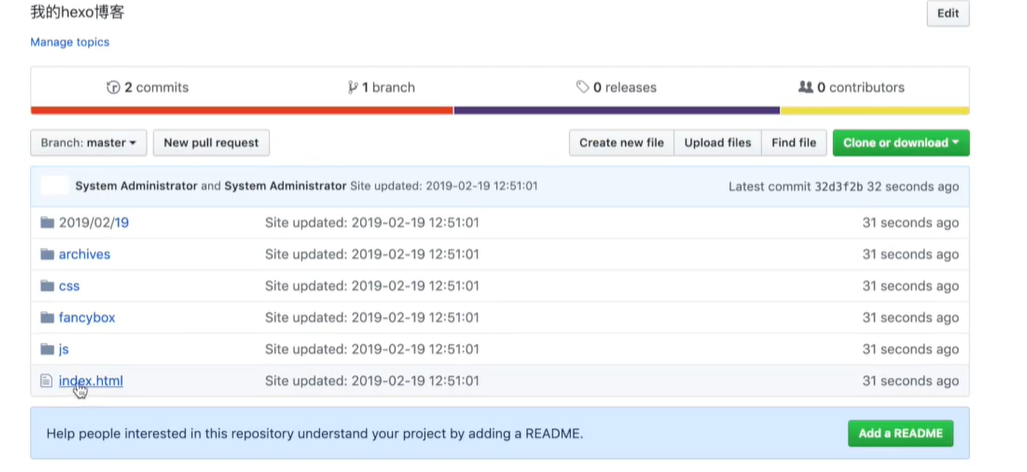 我的hexo博客 Edit
Manage topics
2 commits 1 branch 0 releases 0 contributors
Branch: master New pull request Create new file Upload files Find file Clone or download
System Administrator and System Administrator Site updated: 2019-02-19 12:51:01 Latest commit 32d3f2b 32 seconds ago
2019/02/19 Site updated: 2019-02-19 12:51:01 31 seconds ago
archives Site updated: 2019-02-19 12:51:01 31 seconds ago
css Site updated: 2019-02-19 12:51:01 31 seconds ago
fancybox Site updated: 2019-02-19 12:51:01 31 seconds ago
js Site updated: 2019-02-19 12:51:01 31 seconds ago
index.html Site updated: 2019-02-19 12:51:01 31 seconds ago
Help people interested in this repository understand your project by adding a README. Add a README